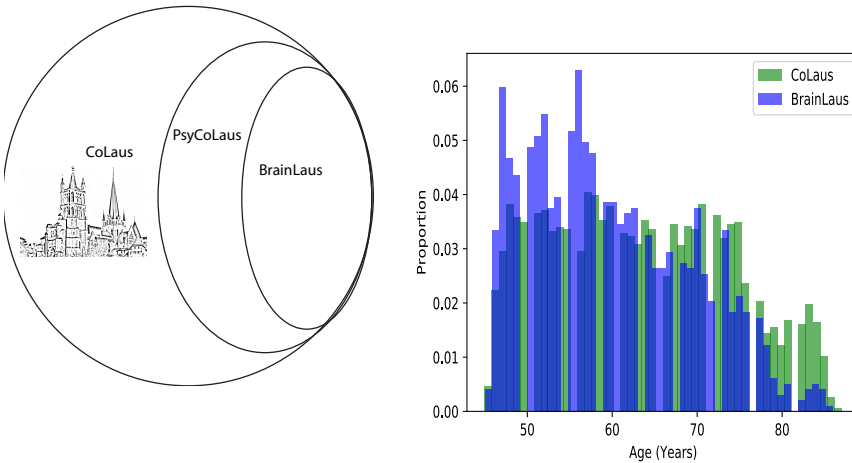 CoLaus
PsyCoLaus
BrainLaus
CoLaus
BrainLaus
Proportion
0.06
0.05
0.04
0.03
0.02
0.01
0.00
50 60 70 80
Age (Years)